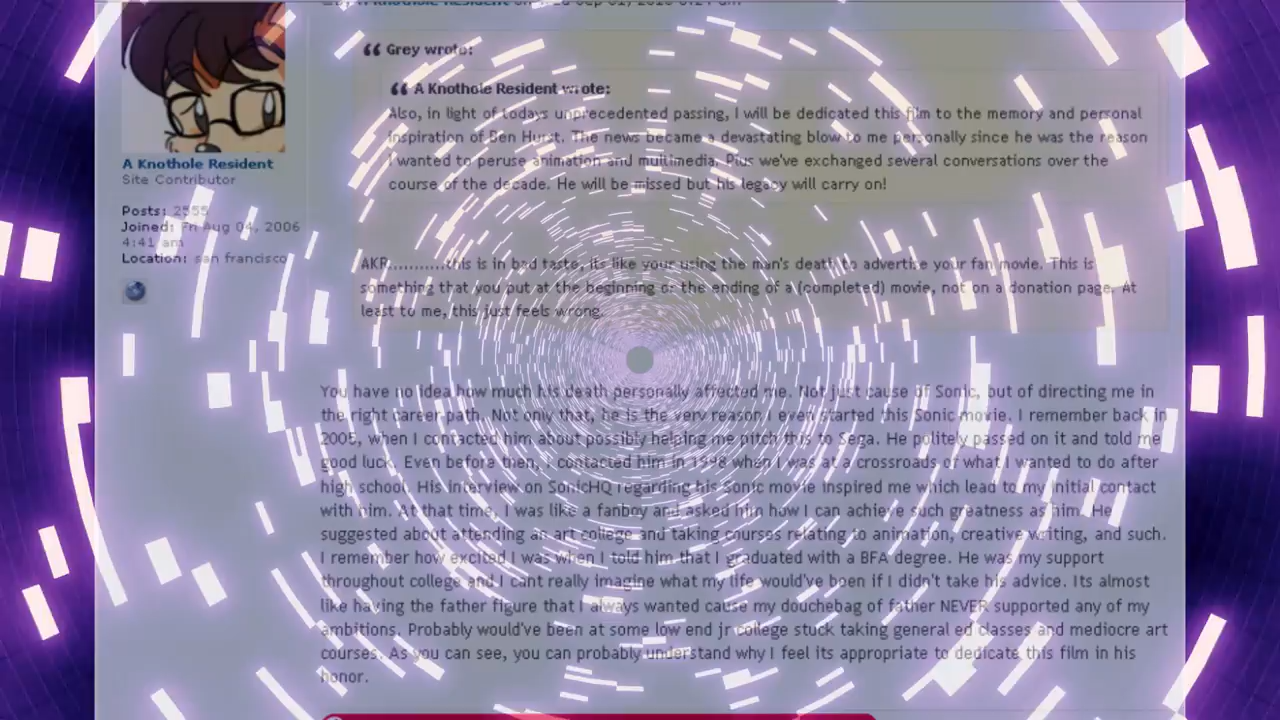 A Knothole Resident
Grey wrote:
A Knothole Resident wrote:
Also, in light of todays unprecedented passing, I will be dedicated this film to the memory and personal
inspiration of Ben Hurst. The news became a devastating blow to me personally since he was the reason
I wanted to peruse animation and multimedia. Plus we've exchanged several conversations over the
course of the decade. He will be missed but his legacy will carry on!
A Knothole Resident
Site Contributor
Posts: 2555
Joined: Fri Aug 04, 2006
4:41 am
Location: san francisco
AKR...........this is in bad taste, its like your using the man's death to advertise your fan movie. This is
something that you put at the beginning or the ending of a (completed) movie, not on a donation page. At
least to me, this just feels wrong.
You have no idea how much his death personally affected me. Not just cause of Sonic, but of directing me in
the right career path. Not only that, he is the very reason I even started this Sonic movie. I remember back in
2005, when I contacted him about possibly helping me pitch this to Sega. He politely passed on it and told me
good luck. Even before then, I contacted him in 1998 when I was at a crossroads of what I wanted to do after
high school. His interview on SonicHQ regarding his Sonic movie inspired me which lead to my initial contact
with him. At that time, I was like a fanboy and asked him how I can achieve such greatness as him. He
suggested about attending an art college and taking courses relating to animation, creative writing, and such.
I remember how excited I was when I told him that I graduated with a BFA degree. He was my support
throughout college and I cant really imagine what my life would've been if I didn't take his advice. Its almost
like having the father figure that I always wanted cause my douchebag of father NEVER supported any of my
ambitions. Probably would've been at some low end jr college stuck taking general ed classes and mediocre art
courses. As you can see, you can probably understand why I feel its appropriate to dedicate this film in his
honor.